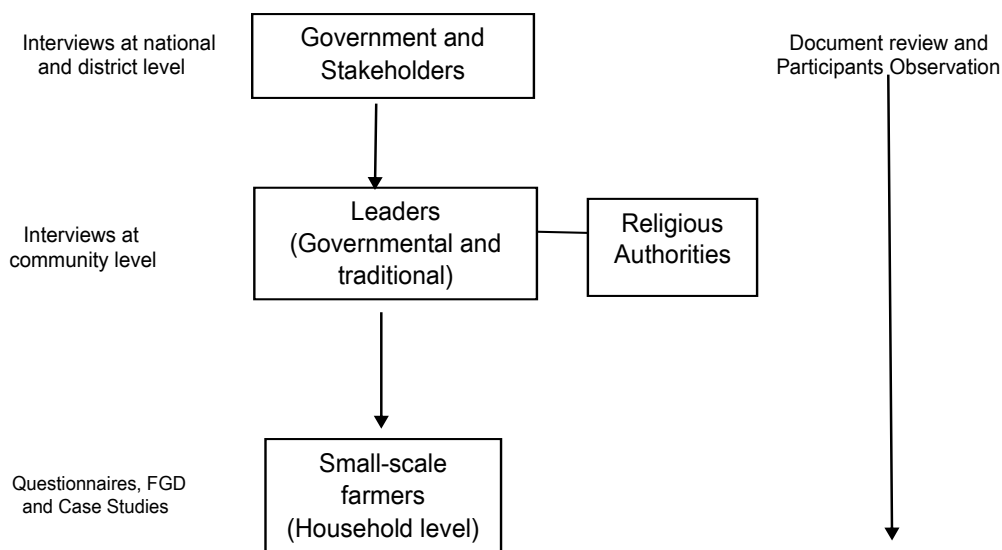 Interviews at national
and district level
Government and
Stakeholders
Document review and
Participants Observation
Interviews at
community level
Leaders
(Governmental and
traditional)
Religious
Authorities
Questionnaires, FGD
and Case Studies
Small-scale
farmers
(Household level)